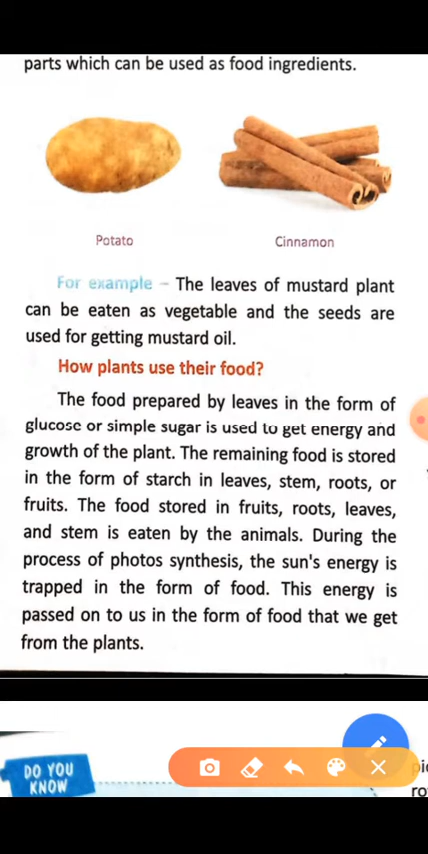 parts which can be used as food ingredients.
Potato
Cinnamon
For example – The leaves of mustard plant
can be eaten as vegetable and the seeds are
used for getting mustard oil.
How plants use their food?
The food prepared by leaves in the form of
glucose or simple sugar is used to get energy and
growth of the plant. The remaining food is stored
in the form of starch in leaves, stem, roots, or
fruits. The food stored in fruits, roots, leaves,
and stem is eaten by the animals. During the
process of photos synthesis, the sun's energy is
trapped in the form of food. This energy is
passed on to us in the form of food that we get
from the plants.
DO YOU
KNOW